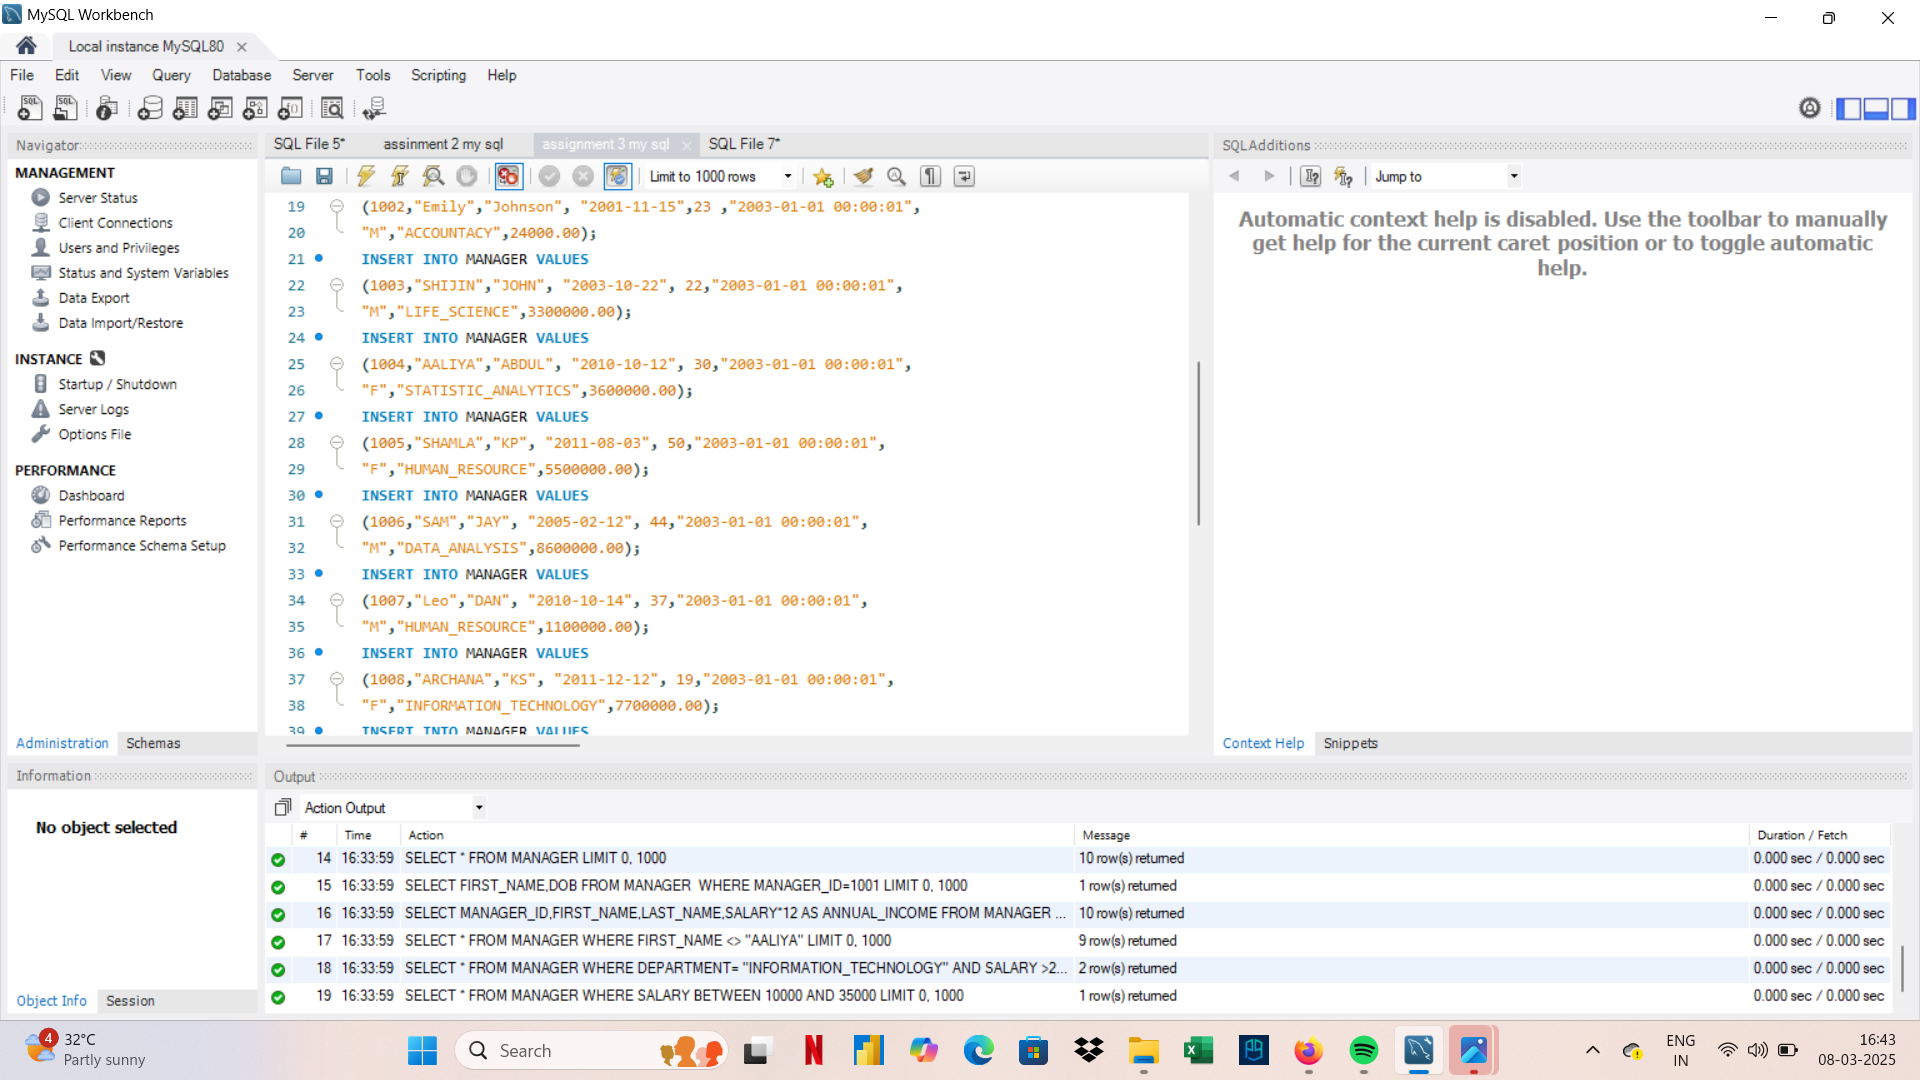 MySQL Workbench
Local instance MySQL80
File Edit View Query Database Server Tools Scripting Help
Navigator
MANAGEMENT
Server Status
Client Connections
Users and Privileges
Status and System Variables
Data Export
Data Import/Restore
INSTANCE
Startup / Shutdown
Server Logs
Options File
PERFORMANCE
Dashboard
Performance Reports
Performance Schema Setup
Administration Schemas
Information
No object selected
Object Info Session
SQL File 5* assinment 2 my sql assignment 3 my sql SQL File 7*
Limit to 1000 rows
19 (1002,"Emily","Johnson", "2001-11-15",23 ,"2003-01-01 00:00:01",
20 "M","ACCOUNTACY",24000.00);
21 INSERT INTO MANAGER VALUES
22 (1003,"SHIJIN","JOHN", "2003-10-22", 22,"2003-01-01 00:00:01",
23 "M","LIFE_SCIENCE",3300000.00);
24 INSERT INTO MANAGER VALUES
25 (1004,"AALIYA","ABDUL", "2010-10-12", 30,"2003-01-01 00:00:01",
26 "F","STATISTIC_ANALYTICS",3600000.00);
27 INSERT INTO MANAGER VALUES
28 (1005,"SHAMLA","KP", "2011-08-03", 50,"2003-01-01 00:00:01",
29 "F","HUMAN_RESOURCE",5500000.00);
30 INSERT INTO MANAGER VALUES
31 (1006,"SAM","JAY", "2005-02-12", 44,"2003-01-01 00:00:01",
32 "M","DATA_ANALYSIS",8600000.00);
33 INSERT INTO MANAGER VALUES
34 (1007,"Leo","DAN", "2010-10-14", 37,"2003-01-01 00:00:01",
35 "M","HUMAN_RESOURCE",1100000.00);
36 INSERT INTO MANAGER VALUES
37 (1008,"ARCHANA","KS", "2011-12-12", 19,"2003-01-01 00:00:01",
38 "F","INFORMATION_TECHNOLOGY",7700000.00);
39 INSERT INTO MANAGER VALUES
SQLAdditions
Jump to
Automatic context help is disabled. Use the toolbar to manually
get help for the current caret position or to toggle automatic
help.
Context Help Snippets
Output
Action Output
# Time Action Message Duration / Fetch
14 16:33:59 SELECT * FROM MANAGER LIMIT 0, 1000 10 row(s) returned 0.000 sec / 0.000 sec
15 16:33:59 SELECT FIRST_NAME,DOB FROM MANAGER WHERE MANAGER_ID=1001 LIMIT 0, 1000 1 row(s) returned 0.000 sec / 0.000 sec
16 16:33:59 SELECT MANAGER_ID,FIRST_NAME,LAST_NAME,SALARY*12 AS ANNUAL_INCOME FROM MANAGER ... 10 row(s) returned 0.000 sec / 0.000 sec
17 16:33:59 SELECT * FROM MANAGER WHERE FIRST_NAME <> "AALIYA" LIMIT 0, 1000 9 row(s) returned 0.000 sec / 0.000 sec
18 16:33:59 SELECT * FROM MANAGER WHERE DEPARTMENT= "INFORMATION_TECHNOLOGY" AND SALARY >2... 2 row(s) returned 0.000 sec / 0.000 sec
19 16:33:59 SELECT * FROM MANAGER WHERE SALARY BETWEEN 10000 AND 35000 LIMIT 0, 1000 1 row(s) returned 0.000 sec / 0.000 sec
4
32°C
Partly sunny
Search
ENG
IN
16:43
08-03-2025